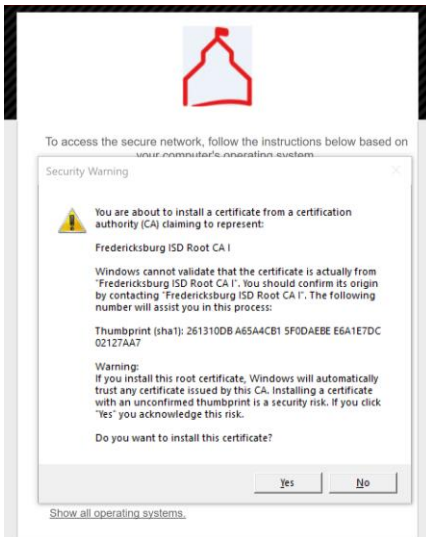 To access the secure network, follow the instructions below based on
your computer's operating system
Security Warning
You are about to install a certificate from a certification
authority (CA) claiming to represent:
Fredericksburg ISD Root CA I
Windows cannot validate that the certificate is actually from
"Fredericksburg ISD Root CA I". You should confirm its origin
by contacting "Fredericksburg ISD Root CA I". The following
number will assist you in this process:
Thumbprint (sha1): 261310DB A65A4CB1 5F0DAEBE E6A1E7DC
02127AA7
Warning:
If you install this root certificate, Windows will automatically
trust any certificate issued by this CA. Installing a certificate
with an unconfirmed thumbprint is a security risk. If you click
"Yes" you acknowledge this risk.
Do you want to install this certificate?
Yes
No
Show all operating systems.